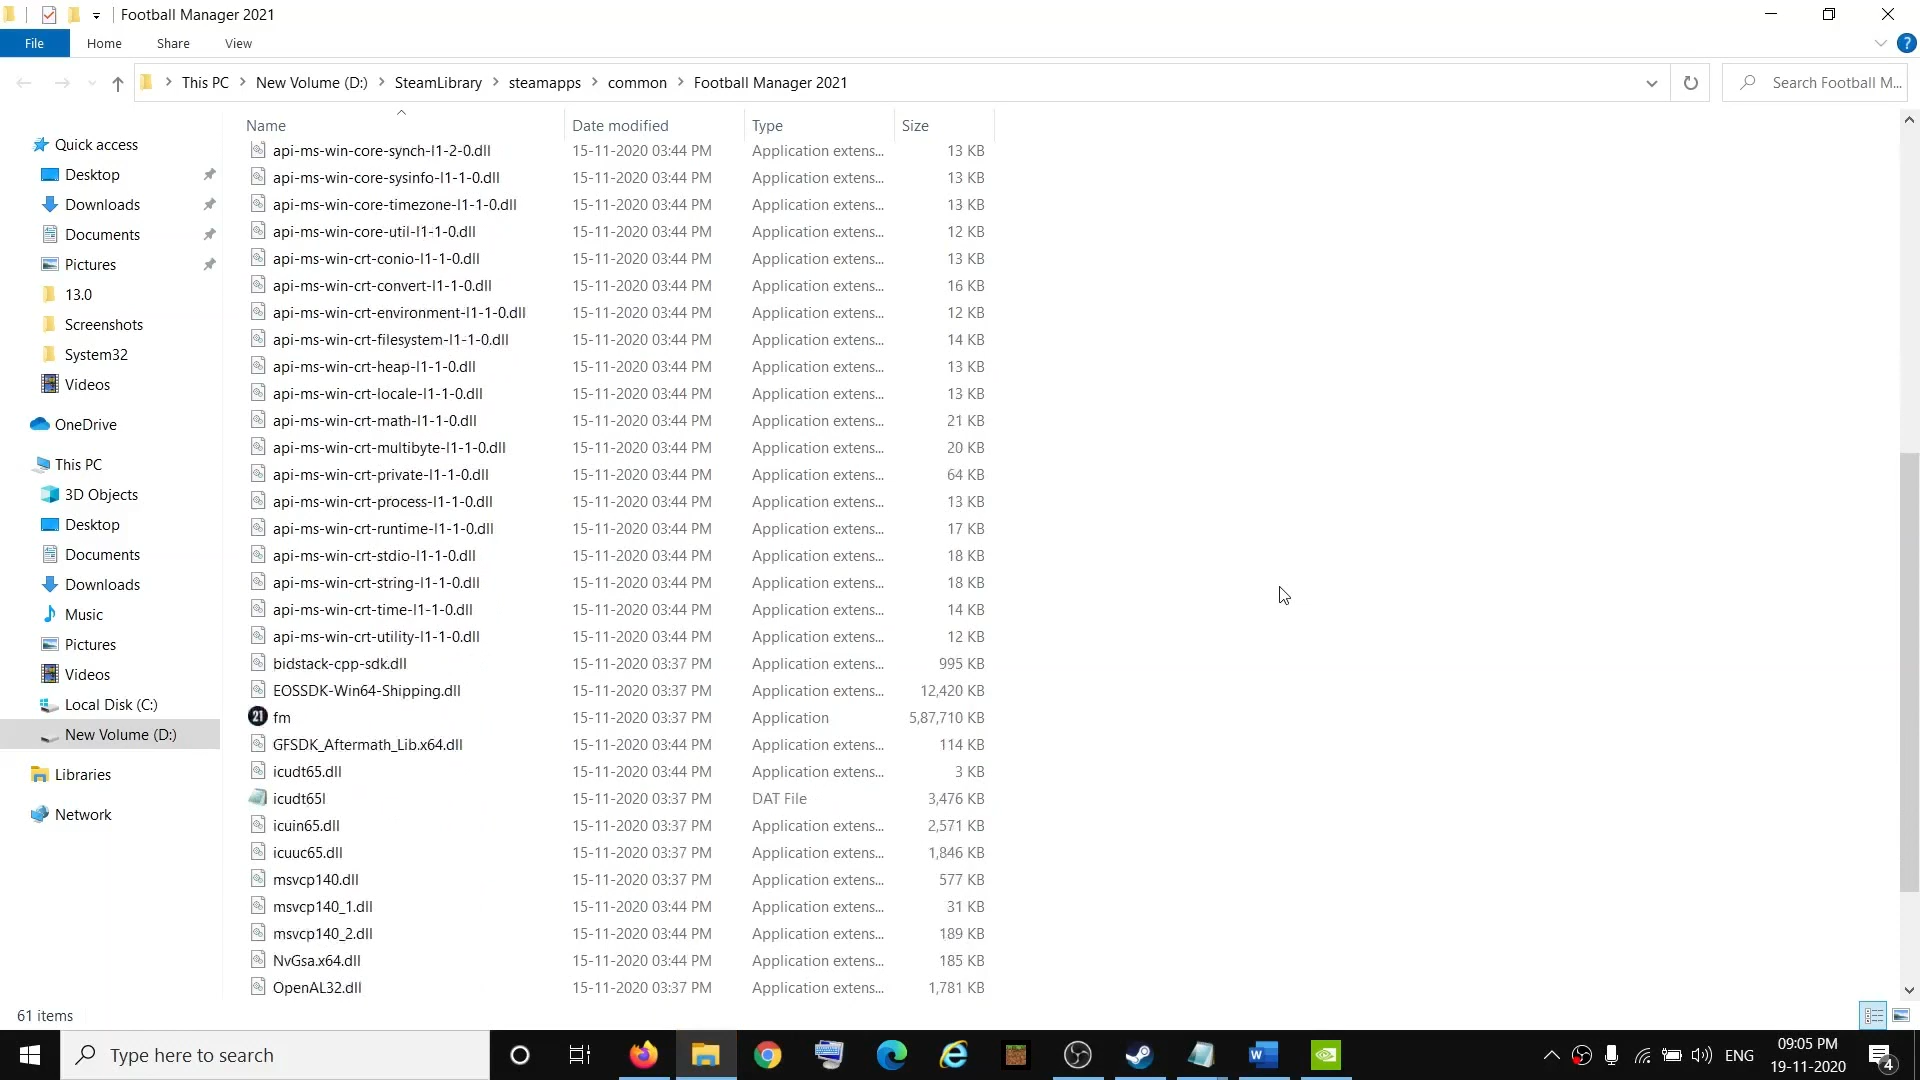 Football Manager 2021
File Home Share View
This PC New Volume (D:) SteamLibrary steamapps common Football Manager 2021 Search Football M...
Name Date modified Type Size
Quick access
Desktop
Downloads
Documents
Pictures
13.0
Screenshots
System32
Videos
OneDrive
This PC
3D Objects
Desktop
Documents
Downloads
Music
Pictures
Videos
Local Disk (C:)
New Volume (D:)
Libraries
Network
api-ms-win-core-synch-l1-2-0.dll 15-11-2020 03:44 PM Application extens... 13 KB
api-ms-win-core-sysinfo-l1-1-0.dll 15-11-2020 03:44 PM Application extens... 13 KB
api-ms-win-core-timezone-l1-1-0.dll 15-11-2020 03:44 PM Application extens... 13 KB
api-ms-win-core-util-l1-1-0.dll 15-11-2020 03:44 PM Application extens... 12 KB
api-ms-win-crt-conio-l1-1-0.dll 15-11-2020 03:44 PM Application extens... 13 KB
api-ms-win-crt-convert-l1-1-0.dll 15-11-2020 03:44 PM Application extens... 16 KB
api-ms-win-crt-environment-l1-1-0.dll 15-11-2020 03:44 PM Application extens... 12 KB
api-ms-win-crt-filesystem-l1-1-0.dll 15-11-2020 03:44 PM Application extens... 14 KB
api-ms-win-crt-heap-l1-1-0.dll 15-11-2020 03:44 PM Application extens... 13 KB
api-ms-win-crt-locale-l1-1-0.dll 15-11-2020 03:44 PM Application extens... 13 KB
api-ms-win-crt-math-l1-1-0.dll 15-11-2020 03:44 PM Application extens... 21 KB
api-ms-win-crt-multibyte-l1-1-0.dll 15-11-2020 03:44 PM Application extens... 20 KB
api-ms-win-crt-private-l1-1-0.dll 15-11-2020 03:44 PM Application extens... 64 KB
api-ms-win-crt-process-l1-1-0.dll 15-11-2020 03:44 PM Application extens... 13 KB
api-ms-win-crt-runtime-l1-1-0.dll 15-11-2020 03:44 PM Application extens... 17 KB
api-ms-win-crt-stdio-l1-1-0.dll 15-11-2020 03:44 PM Application extens... 18 KB
api-ms-win-crt-string-l1-1-0.dll 15-11-2020 03:44 PM Application extens... 18 KB
api-ms-win-crt-time-l1-1-0.dll 15-11-2020 03:44 PM Application extens... 14 KB
api-ms-win-crt-utility-l1-1-0.dll 15-11-2020 03:44 PM Application extens... 12 KB
bidstack-cpp-sdk.dll 15-11-2020 03:37 PM Application extens... 995 KB
EOSSDK-Win64-Shipping.dll 15-11-2020 03:37 PM Application extens... 12,420 KB
21 fm 15-11-2020 03:37 PM Application 5,87,710 KB
GFSDK_Aftermath_Lib.x64.dll 15-11-2020 03:44 PM Application extens... 114 KB
icudt65.dll 15-11-2020 03:44 PM Application extens... 3 KB
icudt65l 15-11-2020 03:37 PM DAT File 3,476 KB
icuin65.dll 15-11-2020 03:37 PM Application extens... 2,571 KB
icuuc65.dll 15-11-2020 03:37 PM Application extens... 1,846 KB
msvcp140.dll 15-11-2020 03:37 PM Application extens... 577 KB
msvcp140_1.dll 15-11-2020 03:44 PM Application extens... 31 KB
msvcp140_2.dll 15-11-2020 03:44 PM Application extens... 189 KB
NvGsa.x64.dll 15-11-2020 03:44 PM Application extens... 185 KB
OpenAL32.dll 15-11-2020 03:37 PM Application extens... 1,781 KB
61 items
Type here to search
ENG
09:05 PM
19-11-2020
4